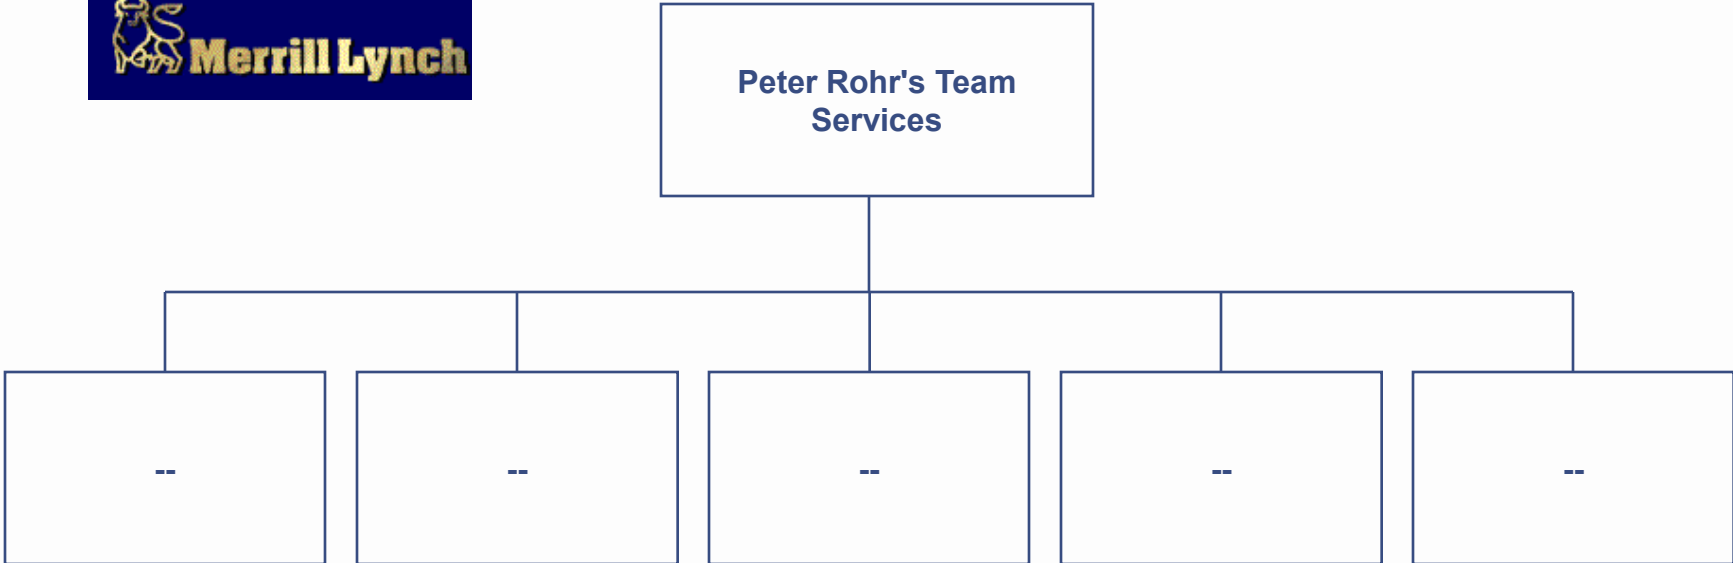 Merrill Lynch
Peter Rohr's Team
Services
--
--
--
--
--